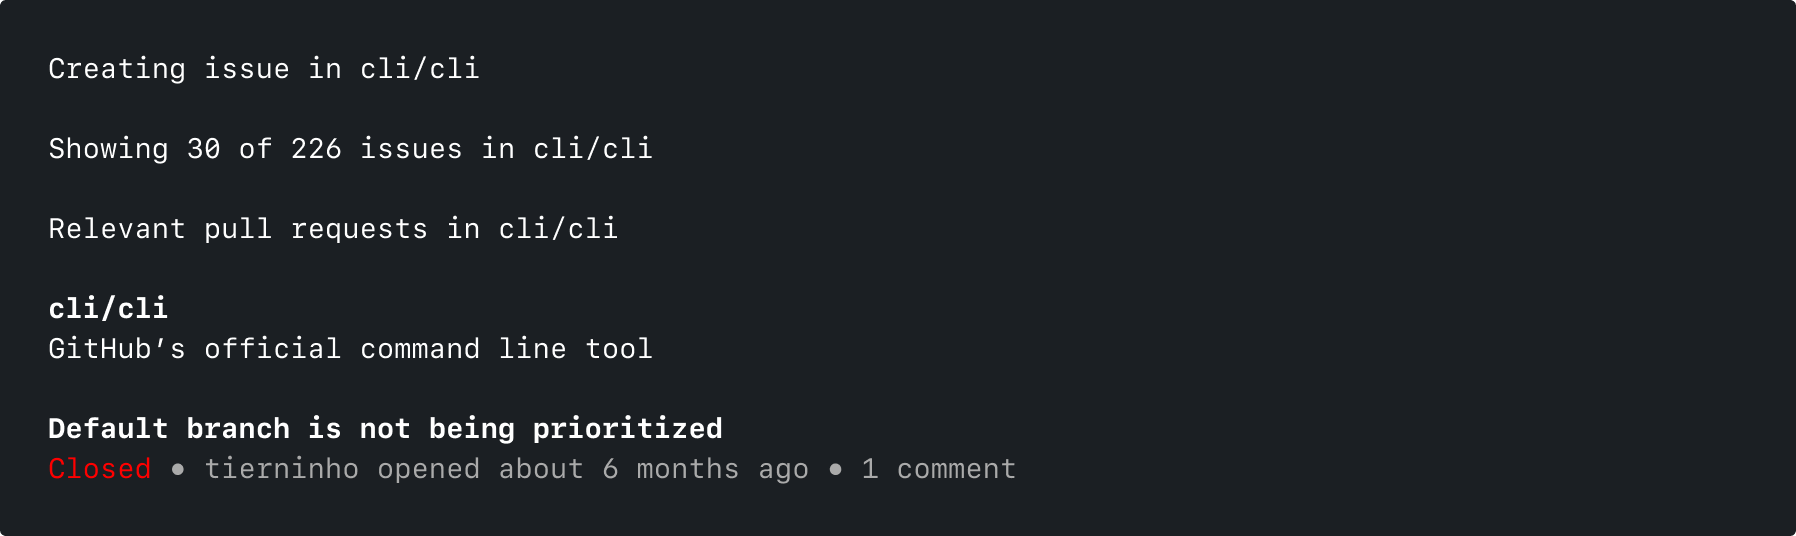 Creating issue in cli/cli
Showing 30 of 226 issues in cli/cli
Relevant pull requests in cli/cli
cli/cli
GitHub’s official command line tool
Default branch is not being prioritized
Closed • tierninho opened about 6 months ago • 1 comment